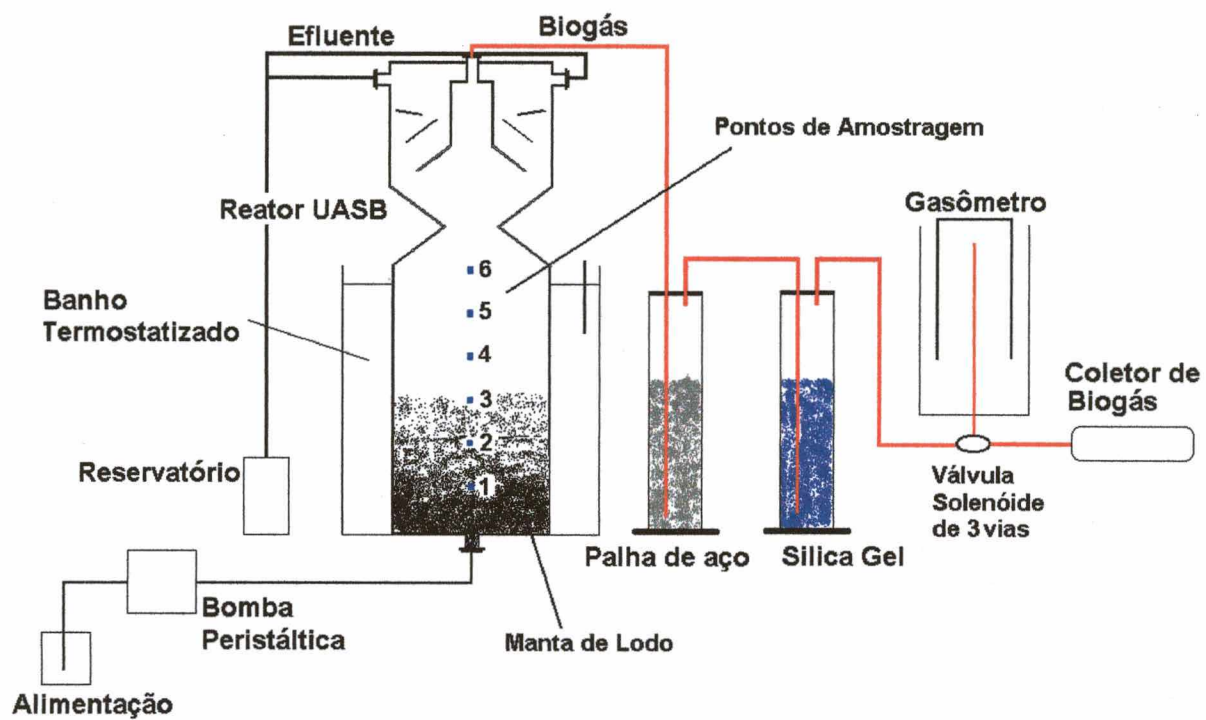 Efluente
Biogás
Pontos de Amostragem
Reator UASB
Gasômetro
6
5
4
3
2
1
Banho
Termostatizado
Coletor de
Biogás
Reservatório
Válvula
Solenóide
de 3 vias
Palha de aço
Silica Gel
Bomba
Peristáltica
Manta de Lodo
Alimentação